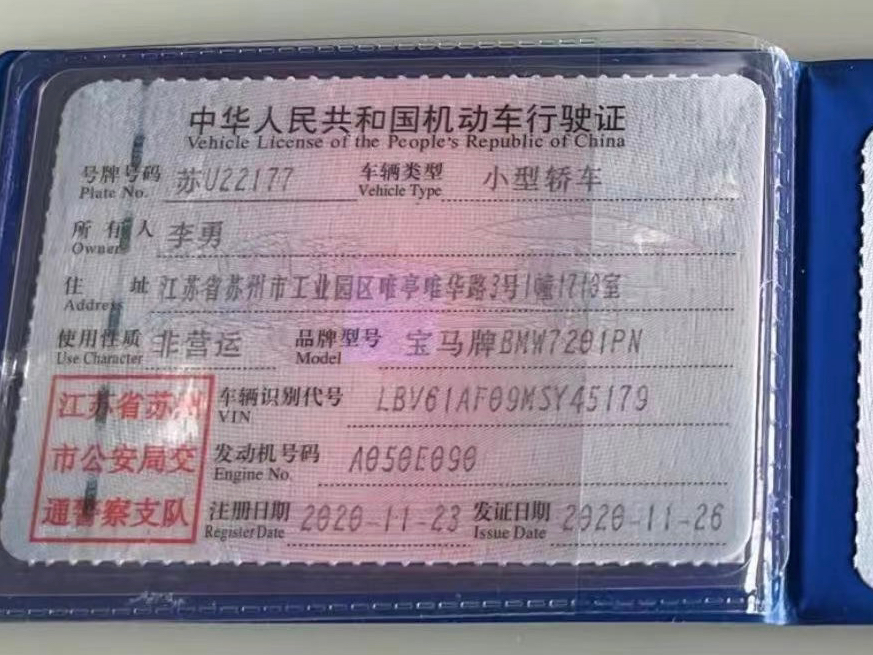 中华人民共和国机动车行驶证
Vehicle License of the People's Republic of China
号牌号码 苏U22177 车辆类型 小型轿车
Plate No. Vehicle Type
所有人 李勇
Owner
住址 江苏省苏州市工业园区唯亭唯华路3号1幢1710室
Address
使用性质 非营运 品牌型号 宝马牌BMW7201PN
Use Character Model
江苏省苏州
市公安局交
通警察支队
车辆识别代号 LBV61AF09MSY45179
VIN
发动机号码 A050E090
Engine No.
注册日期 2020-11-23 发证日期 2020-11-26
Register Date Issue Date